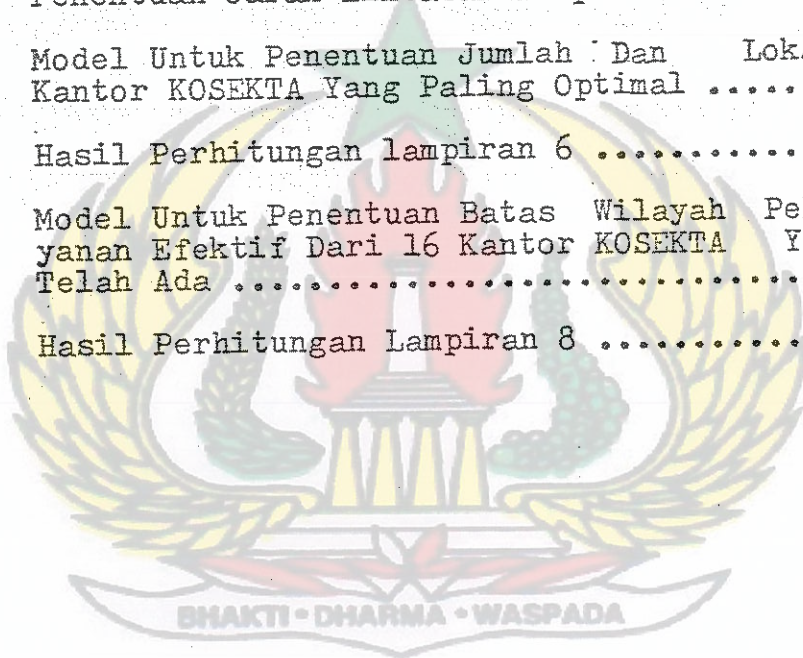 Model Untuk Penentuan Jumlah Dan Lok
Kantor KOSEKTA Yang Paling Optimal .....
Hasil Perhitungan lampiran 6 ...........
Model Untuk Penentuan Batas Wilayah Pe
yanan Efektif Dari 16 Kantor KOSEKTA Y
Telah Ada ..............................
Hasil Perhitungan Lampiran 8 ............
BHAKTI • DHARMA • WASPADA